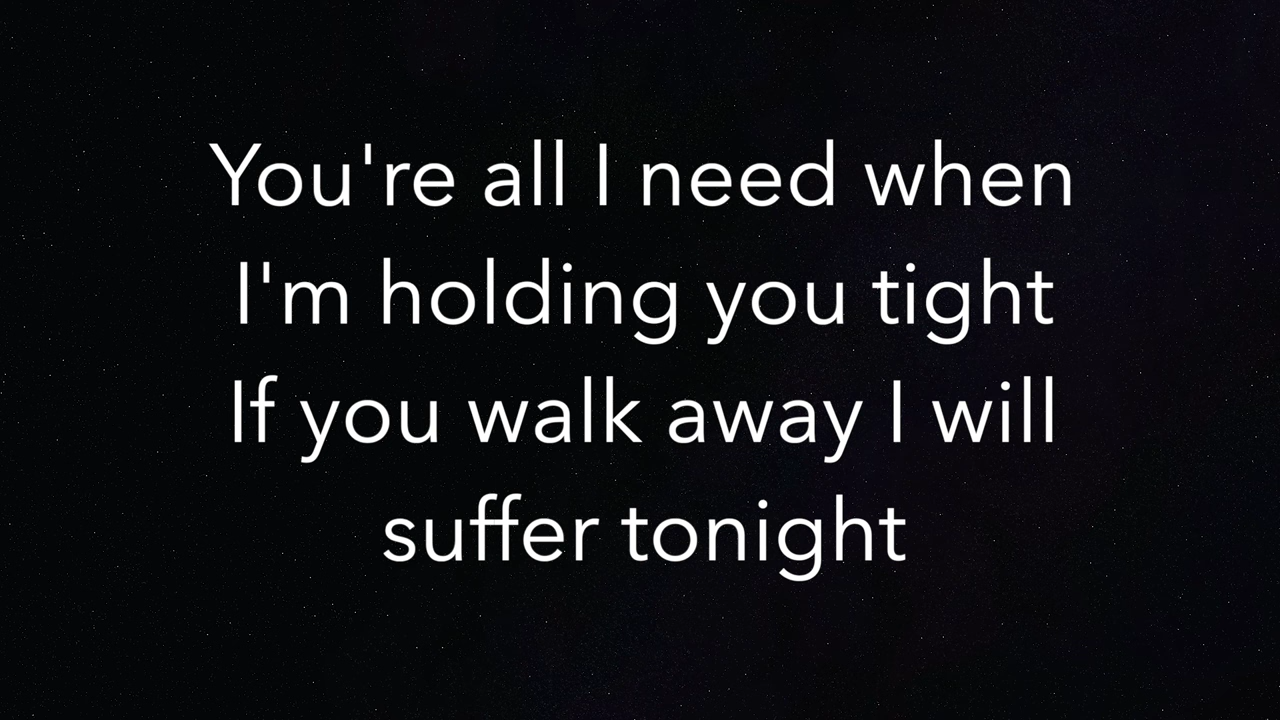 You're all I need when
I'm holding you tight
If you walk away I will
suffer tonight